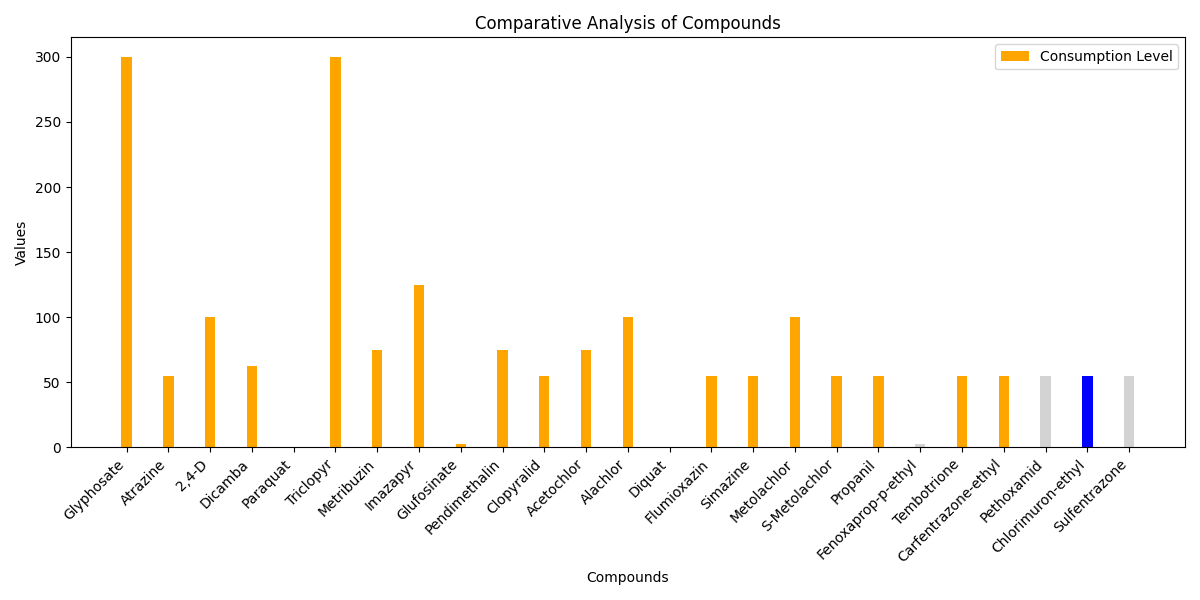 Comparative Analysis of Compounds
Consumption Level
Values
300
250
200
150
100
50
0
Glyphosate
Atrazine
2,4-D
Dicamba
Paraquat
Triclopyr
Metribuzin
Imazapyr
Glufosinate
Pendimethalin
Clopyralid
Acetochlor
Alachlor
Diquat
Flumioxazin
Simazine
Metolachlor
S-Metolachlor
Propanil
Fenoxaprop-p-ethyl
Tembotrione
Carfentrazone-ethyl
Pethoxamid
Chlorimuron-ethyl
Sulfentrazone
Compounds